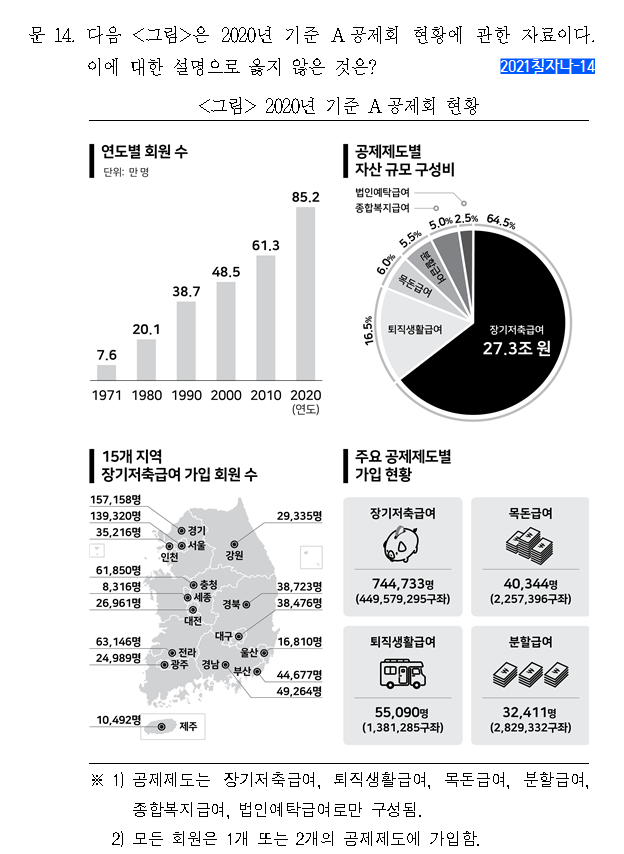 문 14. 다음 <그림>은 2020년 기준 A공제회 현황에 관한 자료이다.
이에 대한 설명으로 옳지 않은 것은?
2021칠자나-14
<그림> 2020년 기준 A공제회 현황
연도별 회원 수
단위: 만 명
7.6
20.1
38.7
48.5
61.3
85.2
1971 1980 1990 2000 2010 2020
(연도)
공제제도별
자산 규모 구성비
법인예탁급여
종합복지급여
5.0% 2.5% 64.5%
5.5%
6.0%
16.5%
분할급여
목돈급여
퇴직생활급여
장기저축급여
27.3조 원
15개 지역
장기저축급여 가입 회원 수
157,158명
139,320명
35,216명
61,850명
8,316명
26,961명
63,146명
24,989명
10,492명
29,335명
38,723명
38,476명
16,810명
44,677명
49,264명
경기
서울
인천
강원
충청
세종
대전
경북
대구
전라
광주
경남
울산
부산
제주
주요 공제제도별
가입 현황
장기저축급여
744,733명
(449,579,295구좌)
목돈급여
40,344명
(2,257,396구좌)
퇴직생활급여
55,090명
(1,381,285구좌)
분할급여
32,411명
(2,829,332구좌)
※ 1) 공제제도는 장기저축급여, 퇴직생활급여, 목돈급여, 분할급여,
종합복지급여, 법인예탁급여로만 구성됨.
2) 모든 회원은 1개 또는 2개의 공제제도에 가입함.